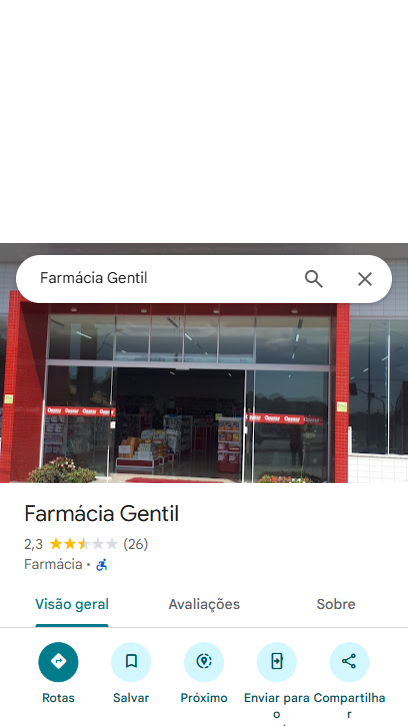 Farmácia Gentil
Farmácia Gentil
2,3 (26)
Farmácia ·
Visão geral Avaliações Sobre
Rotas Salvar Próximo Enviar para o Compartilhar